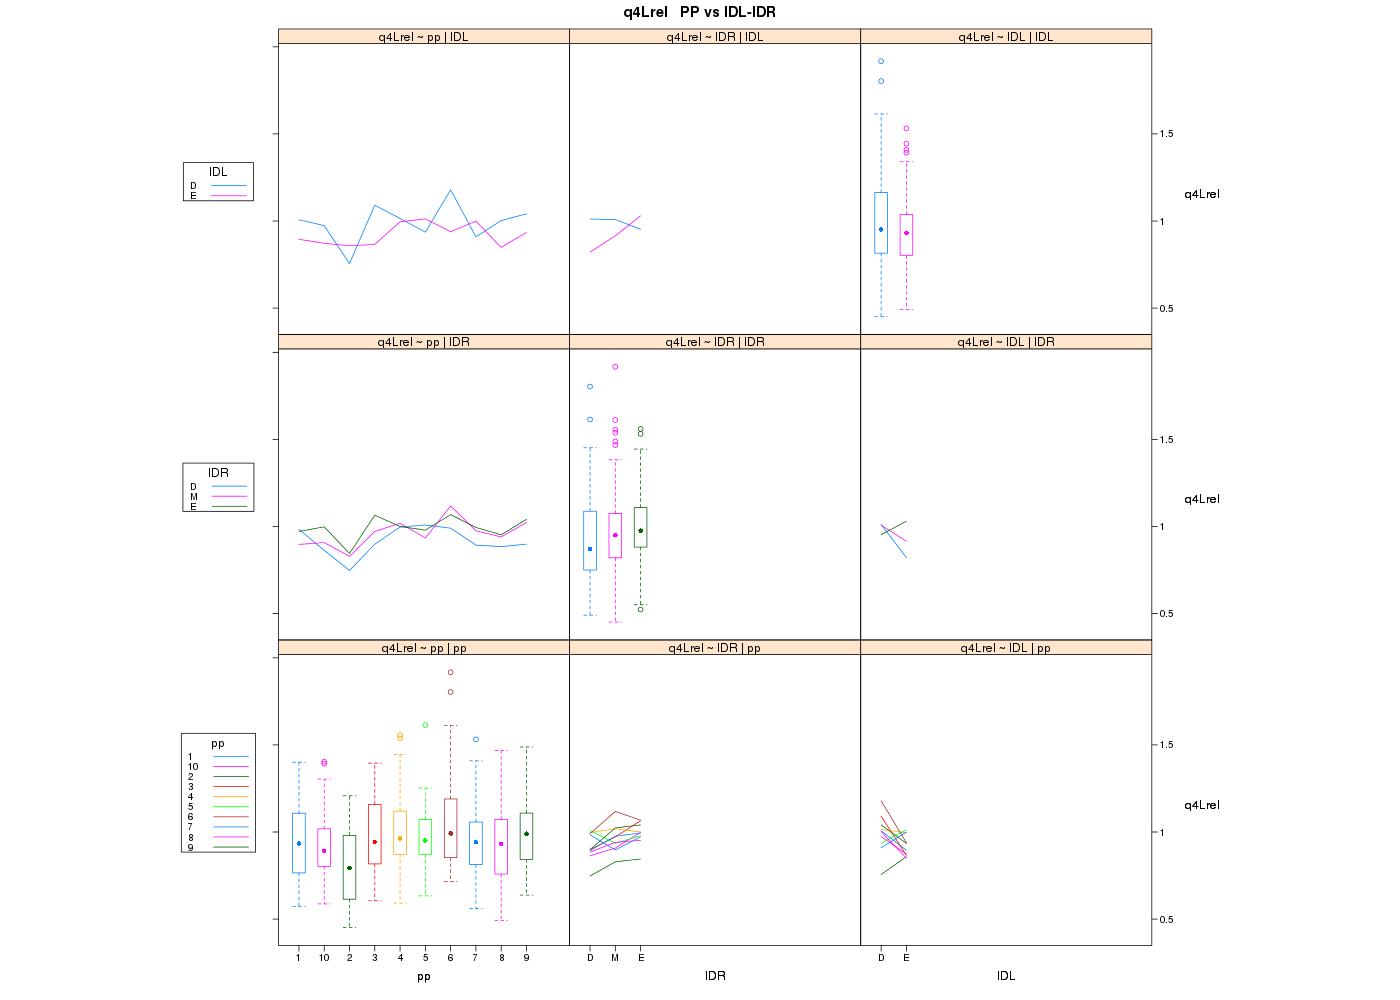 q4Lrel   PP vs IDL-IDR
q4Lrel ~ pp | IDL
q4Lrel ~ IDR | IDL
q4Lrel ~ IDL | IDL
IDL
D
E
1.5
1
0.5
q4Lrel
q4Lrel ~ pp | IDR
q4Lrel ~ IDR | IDR
q4Lrel ~ IDL | IDR
IDR
D
M
E
1.5
1
0.5
q4Lrel
q4Lrel ~ pp | pp
q4Lrel ~ IDR | pp
q4Lrel ~ IDL | pp
pp
1
10
2
3
4
5
6
7
8
9
1.5
1
0.5
q4Lrel
1 10 2 3 4 5 6 7 8 9
D M E
D E
pp
IDR
IDL